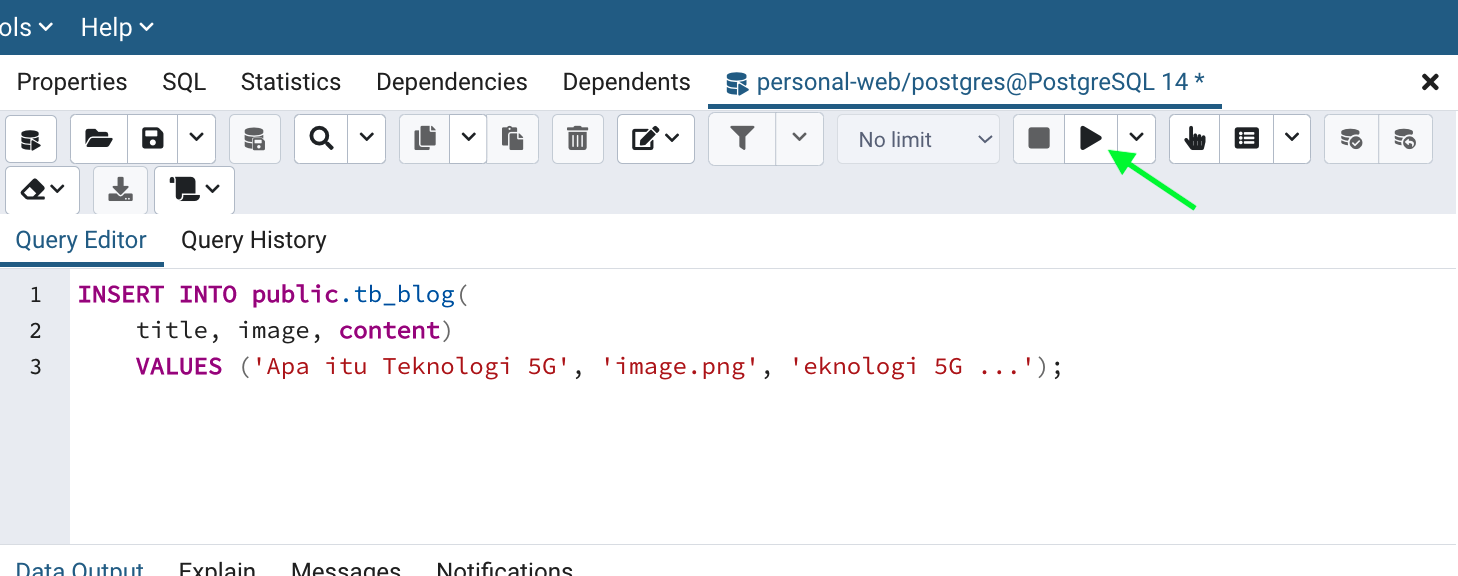 ols Help
Properties SQL Statistics Dependencies Dependents personal-web/postgres@PostgreSQL 14 *
No limit
Query Editor Query History
1 INSERT INTO public.tb_blog(
2 title, image, content)
3 VALUES ('Apa itu Teknologi 5G', 'image.png', 'eknologi 5G ...');
Data Output Explain Messages Notifications